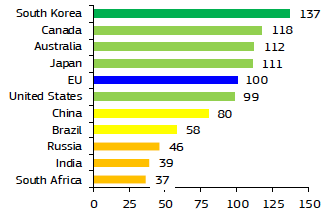 South Korea 137
Canada 118
Australia 112
Japan 111
EU 100
United States 99
China 80
Brazil 58
Russia 46
India 39
South Africa 37
0 25 50 75 100 125 150